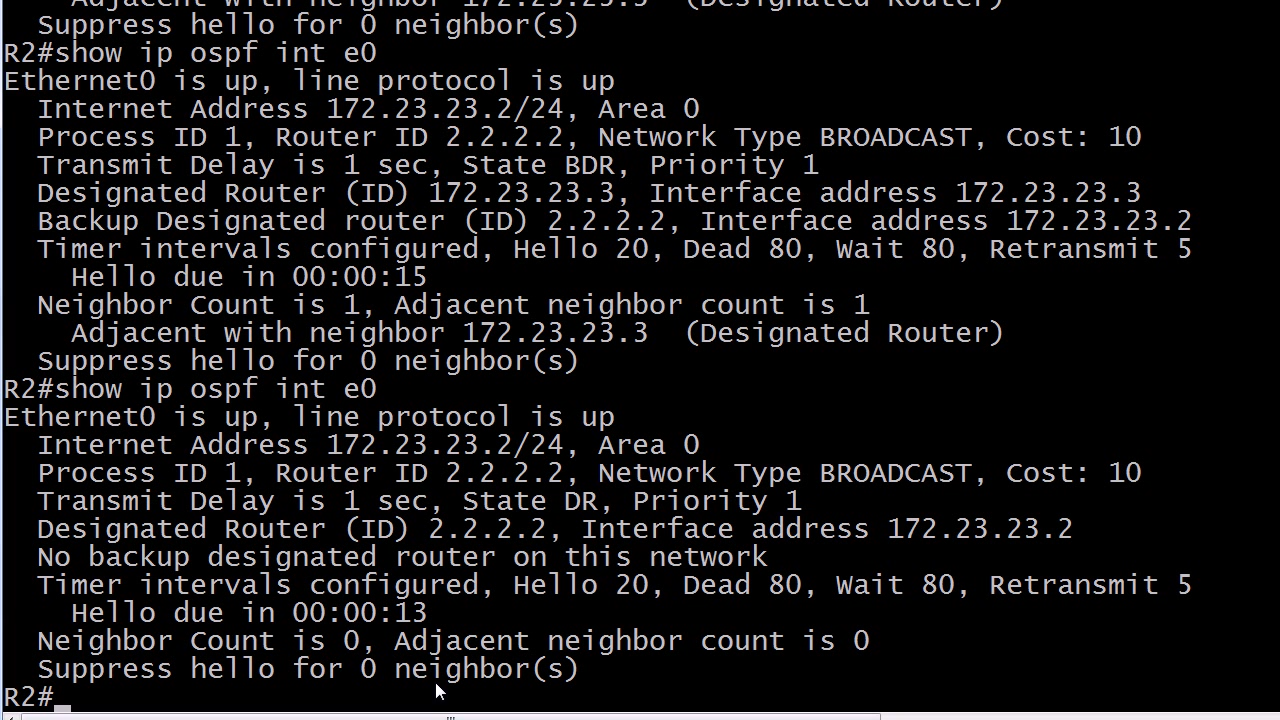 Adjacent with neighbor 172.23.23.3  (Designated Router)
Suppress hello for 0 neighbor(s)
R2#show ip ospf int e0
Ethernet0 is up, line protocol is up
Internet Address 172.23.23.2/24, Area 0
Process ID 1, Router ID 2.2.2.2, Network Type BROADCAST, Cost: 10
Transmit Delay is 1 sec, State BDR, Priority 1
Designated Router (ID) 172.23.23.3, Interface address 172.23.23.3
Backup Designated router (ID) 2.2.2.2, Interface address 172.23.23.2
Timer intervals configured, Hello 20, Dead 80, Wait 80, Retransmit 5
Hello due in 00:00:15
Neighbor Count is 1, Adjacent neighbor count is 1
Adjacent with neighbor 172.23.23.3  (Designated Router)
Suppress hello for 0 neighbor(s)
R2#show ip ospf int e0
Ethernet0 is up, line protocol is up
Internet Address 172.23.23.2/24, Area 0
Process ID 1, Router ID 2.2.2.2, Network Type BROADCAST, Cost: 10
Transmit Delay is 1 sec, State DR, Priority 1
Designated Router (ID) 2.2.2.2, Interface address 172.23.23.2
No backup designated router on this network
Timer intervals configured, Hello 20, Dead 80, Wait 80, Retransmit 5
Hello due in 00:00:13
Neighbor Count is 0, Adjacent neighbor count is 0
Suppress hello for 0 neighbor(s)
R2#